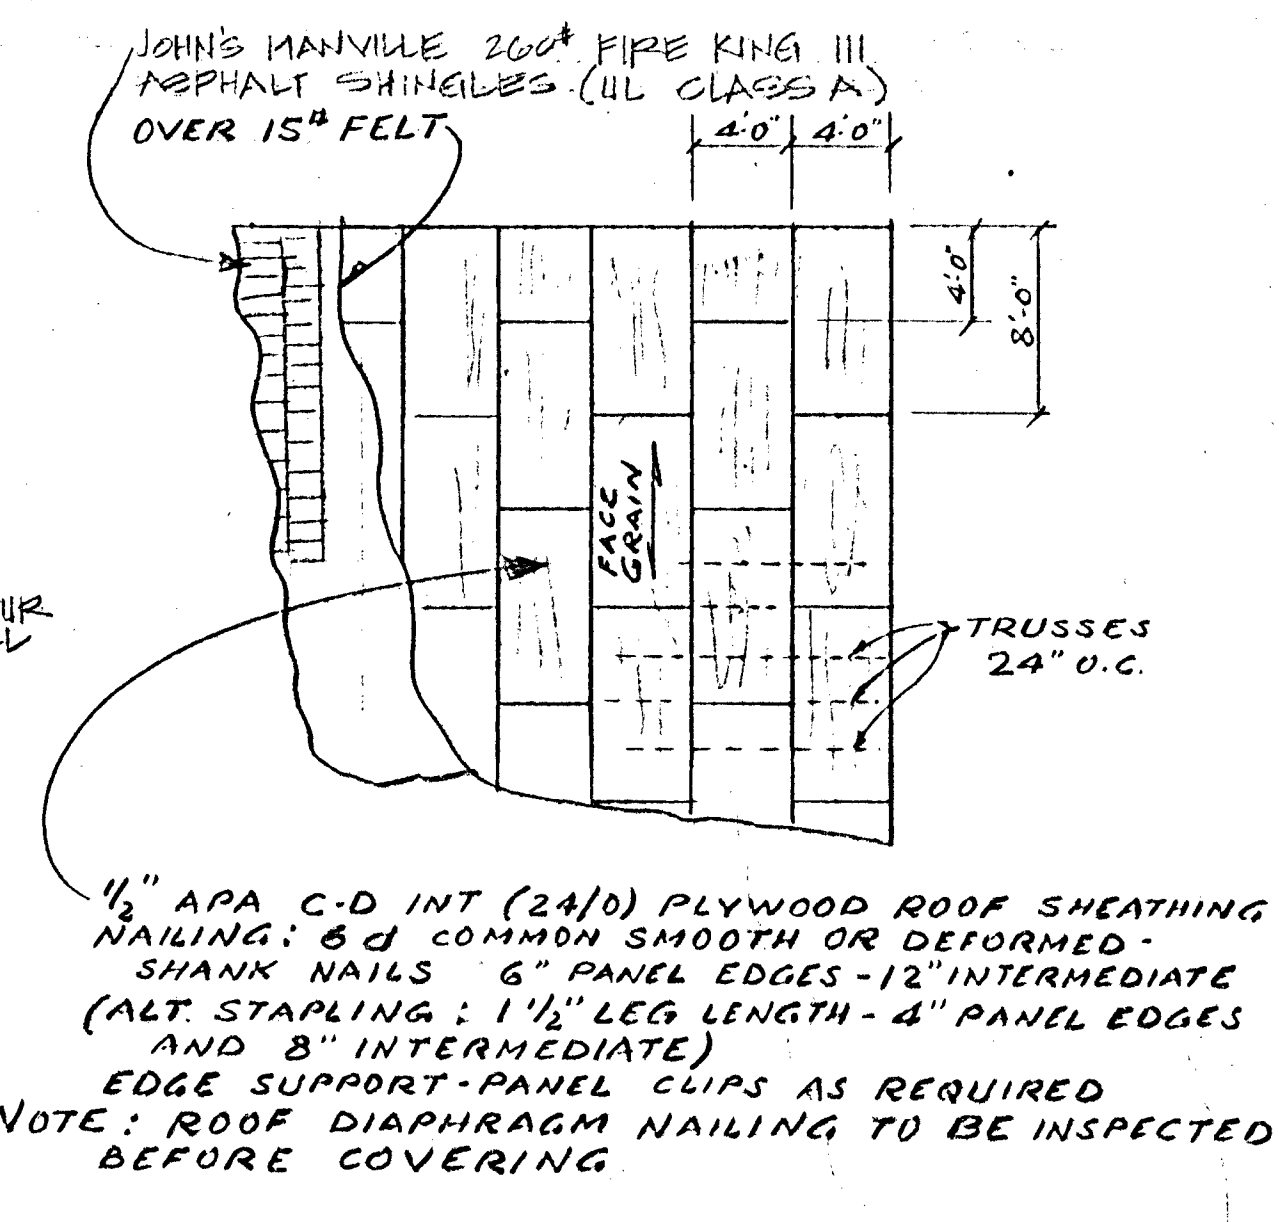 JOHN'S MANVILLE 260# FIRE KING III
ASPHALT SHINGLES (UL CLASS A)
OVER 15# FELT
4'-0" 4'-0"
4'-0"
8'-0"
FACE
GRAIN
TRUSSES
24" O.C.
1/2" APA C-D INT (24/0) PLYWOOD ROOF SHEATHING
NAILING: 6d COMMON SMOOTH OR DEFORMED-
SHANK NAILS 6" PANEL EDGES - 12" INTERMEDIATE
(ALT. STAPLING: 1 1/2" LEG LENGTH - 4" PANEL EDGES
AND 8" INTERMEDIATE)
EDGE SUPPORT - PANEL CLIPS AS REQUIRED
NOTE: ROOF DIAPHRAGM NAILING TO BE INSPECTED
BEFORE COVERING